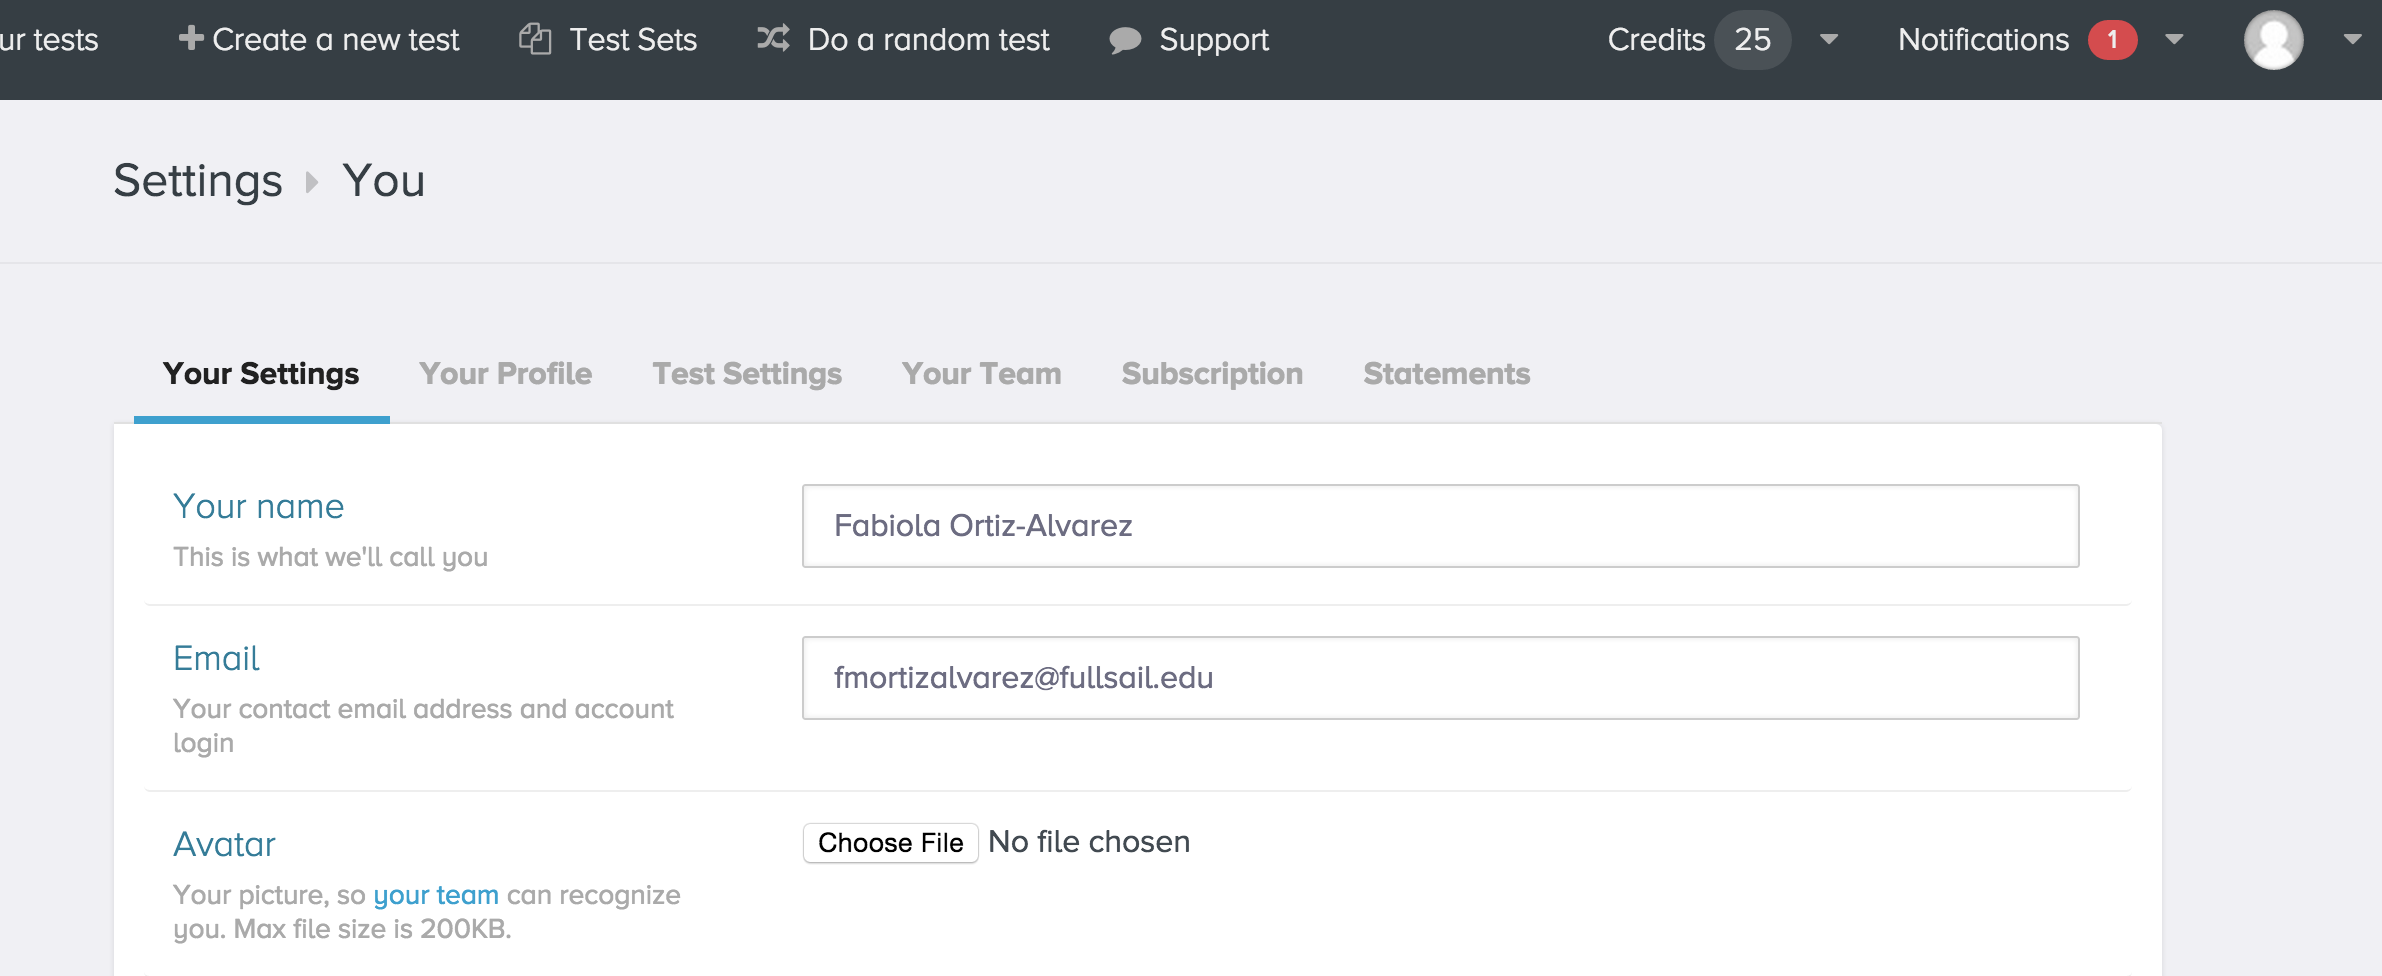 ur tests Create a new test Test Sets Do a random test Support Credits 25 Notifications 1
Settings You
Your Settings Your Profile Test Settings Your Team Subscription Statements
Your name
This is what we'll call you
Fabiola Ortiz-Alvarez
Email
Your contact email address and account
login
fmortizalvarez@fullsail.edu
Avatar
Your picture, so your team can recognize
you. Max file size is 200KB.
Choose File No file chosen